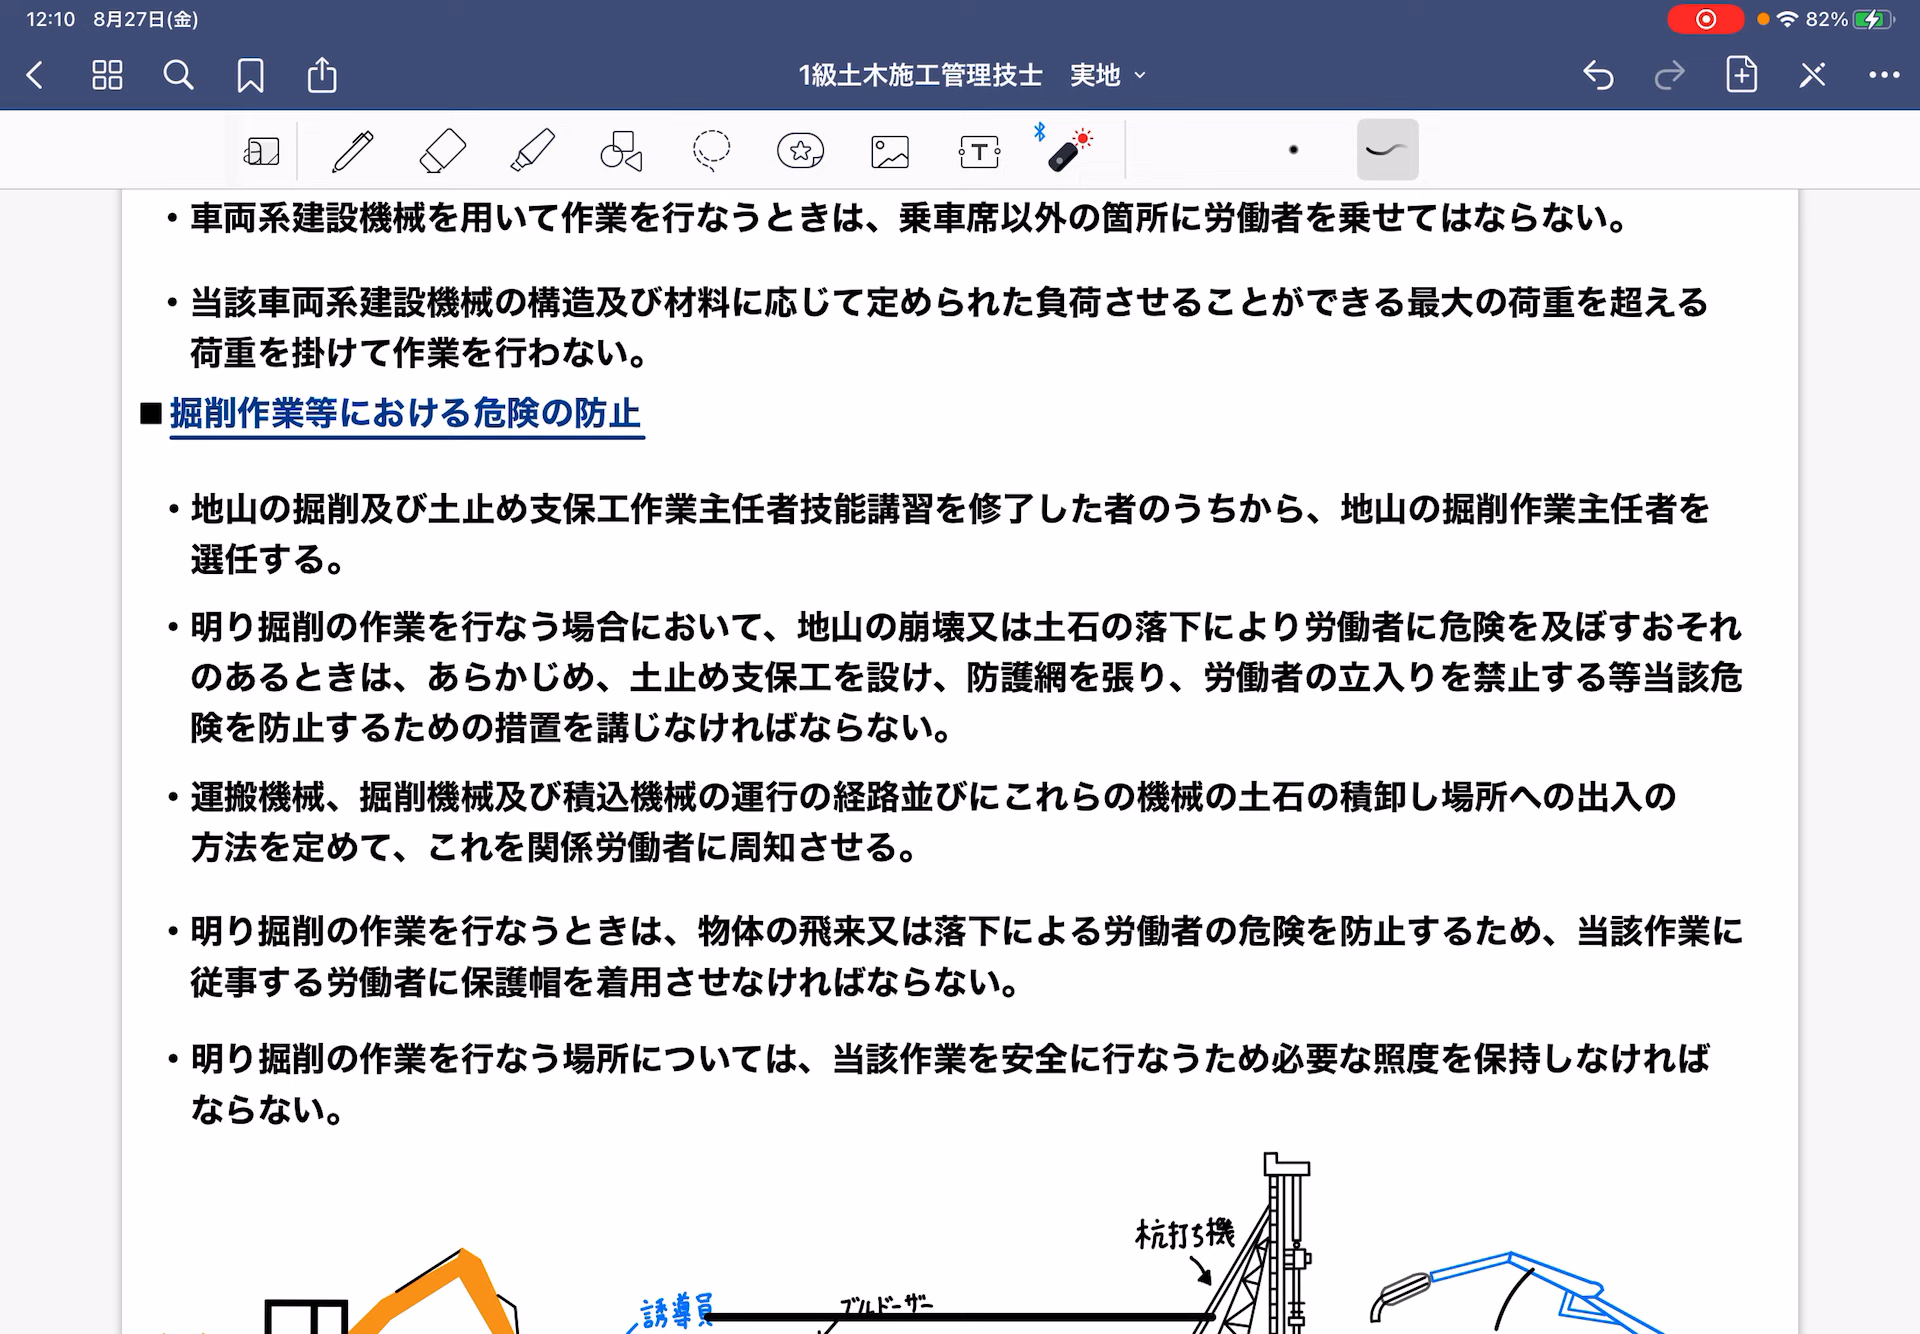 12:10 8月27日(金)
82%
1級土木施工管理技士 実地
・車両系建設機械を用いて作業を行なうときは、乗車席以外の箇所に労働者を乗せてはならない。
・当該車両系建設機械の構造及び材料に応じて定められた負荷させることができる最大の荷重を超える
荷重を掛けて作業を行わない。
■掘削作業等における危険の防止
・地山の掘削及び土止め支保工作業主任者技能講習を修了した者のうちから、地山の掘削作業主任者を
選任する。
・明り掘削の作業を行なう場合において、地山の崩壊又は土石の落下により労働者に危険を及ぼすおそれ
のあるときは、あらかじめ、土止め支保工を設け、防護網を張り、労働者の立入りを禁止する等当該危
険を防止するための措置を講じなければならない。
・運搬機械、掘削機械及び積込機械の運行の経路並びにこれらの機械の土石の積卸し場所への出入の
方法を定めて、これを関係労働者に周知させる。
・明り掘削の作業を行なうときは、物体の飛来又は落下による労働者の危険を防止するため、当該作業に
従事する労働者に保護帽を着用させなければならない。
・明り掘削の作業を行なう場所については、当該作業を安全に行なうため必要な照度を保持しなければ
ならない。
杭打ち機
誘導員
ブルドーザー